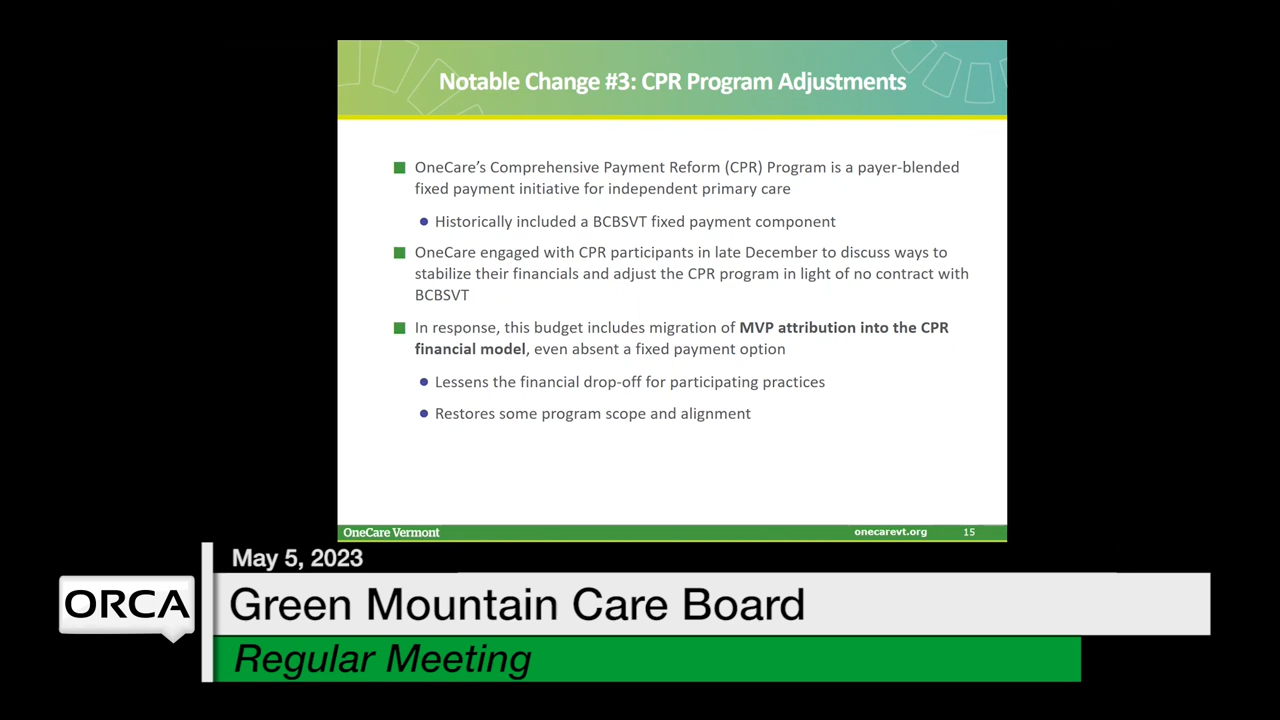 Notable Change #3: CPR Program Adjustments
OneCare’s Comprehensive Payment Reform (CPR) Program is a payer-blended
fixed payment initiative for independent primary care
Historically included a BCBSVT fixed payment component
OneCare engaged with CPR participants in late December to discuss ways to
stabilize their financials and adjust the CPR program in light of no contract with
BCBSVT
In response, this budget includes migration of MVP attribution into the CPR
financial model, even absent a fixed payment option
Lessens the financial drop-off for participating practices
Restores some program scope and alignment
OneCare Vermont onecarevt.org 15
May 5, 2023
ORCA
Green Mountain Care Board
Regular Meeting